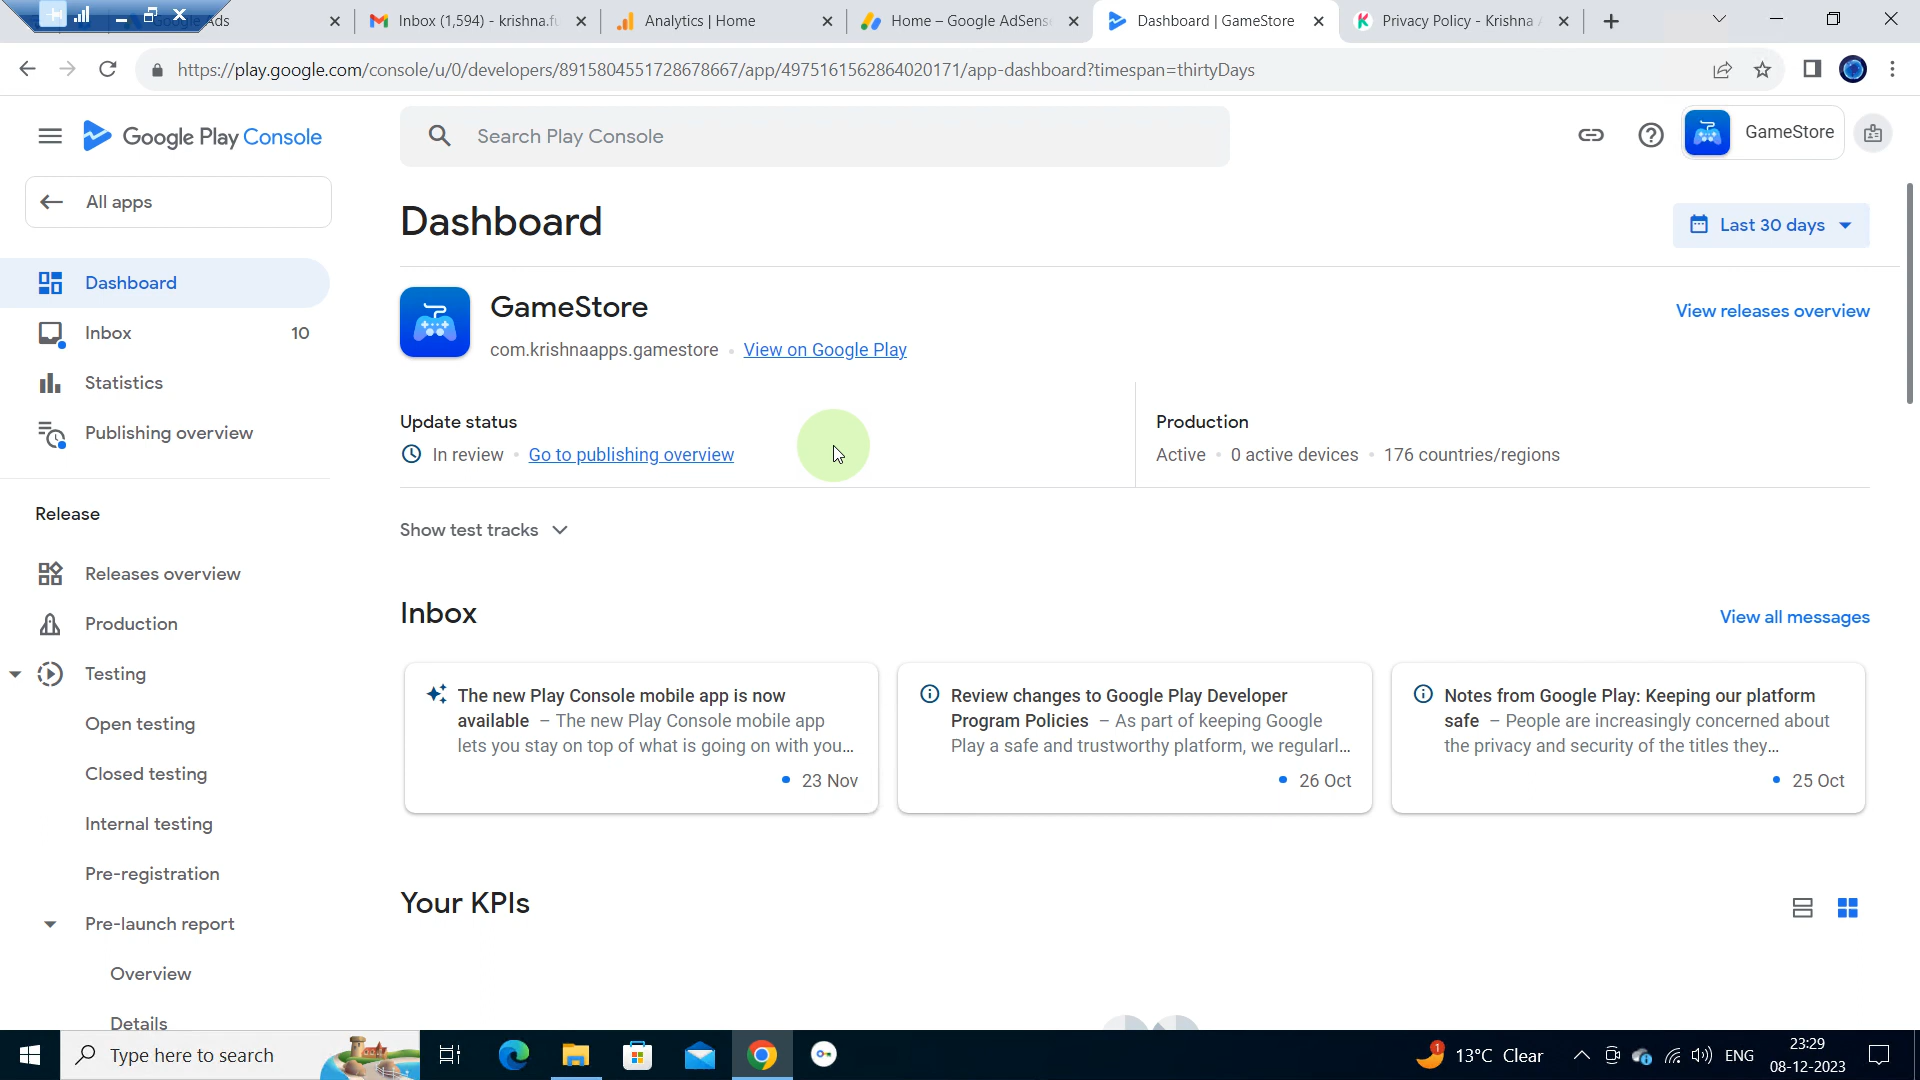 Ads
Inbox (1,594) - krishna.fu
Analytics | Home
Home – Google AdSens
Dashboard | GameStore
Privacy Policy - Krishna A
https://play.google.com/console/u/0/developers/8915804551728678667/app/4975161562864020171/app-dashboard?timespan=thirtyDays
Google Play Console
Search Play Console
GameStore
All apps
Dashboard
Last 30 days
Dashboard
Inbox 10
Statistics
Publishing overview
GameStore
View releases overview
com.krishnaapps.gamestore • View on Google Play
Update status
In review • Go to publishing overview
Production
Active • 0 active devices • 176 countries/regions
Release
Releases overview
Production
Testing
Open testing
Closed testing
Internal testing
Pre-registration
Pre-launch report
Overview
Details
Show test tracks
Inbox
View all messages
The new Play Console mobile app is now
available – The new Play Console mobile app
lets you stay on top of what is going on with you...
23 Nov
Review changes to Google Play Developer
Program Policies – As part of keeping Google
Play a safe and trustworthy platform, we regularl...
26 Oct
Notes from Google Play: Keeping our platform
safe – People are increasingly concerned about
the privacy and security of the titles they...
25 Oct
Your KPIs
Type here to search
1
13°C Clear
ENG
23:29
08-12-2023